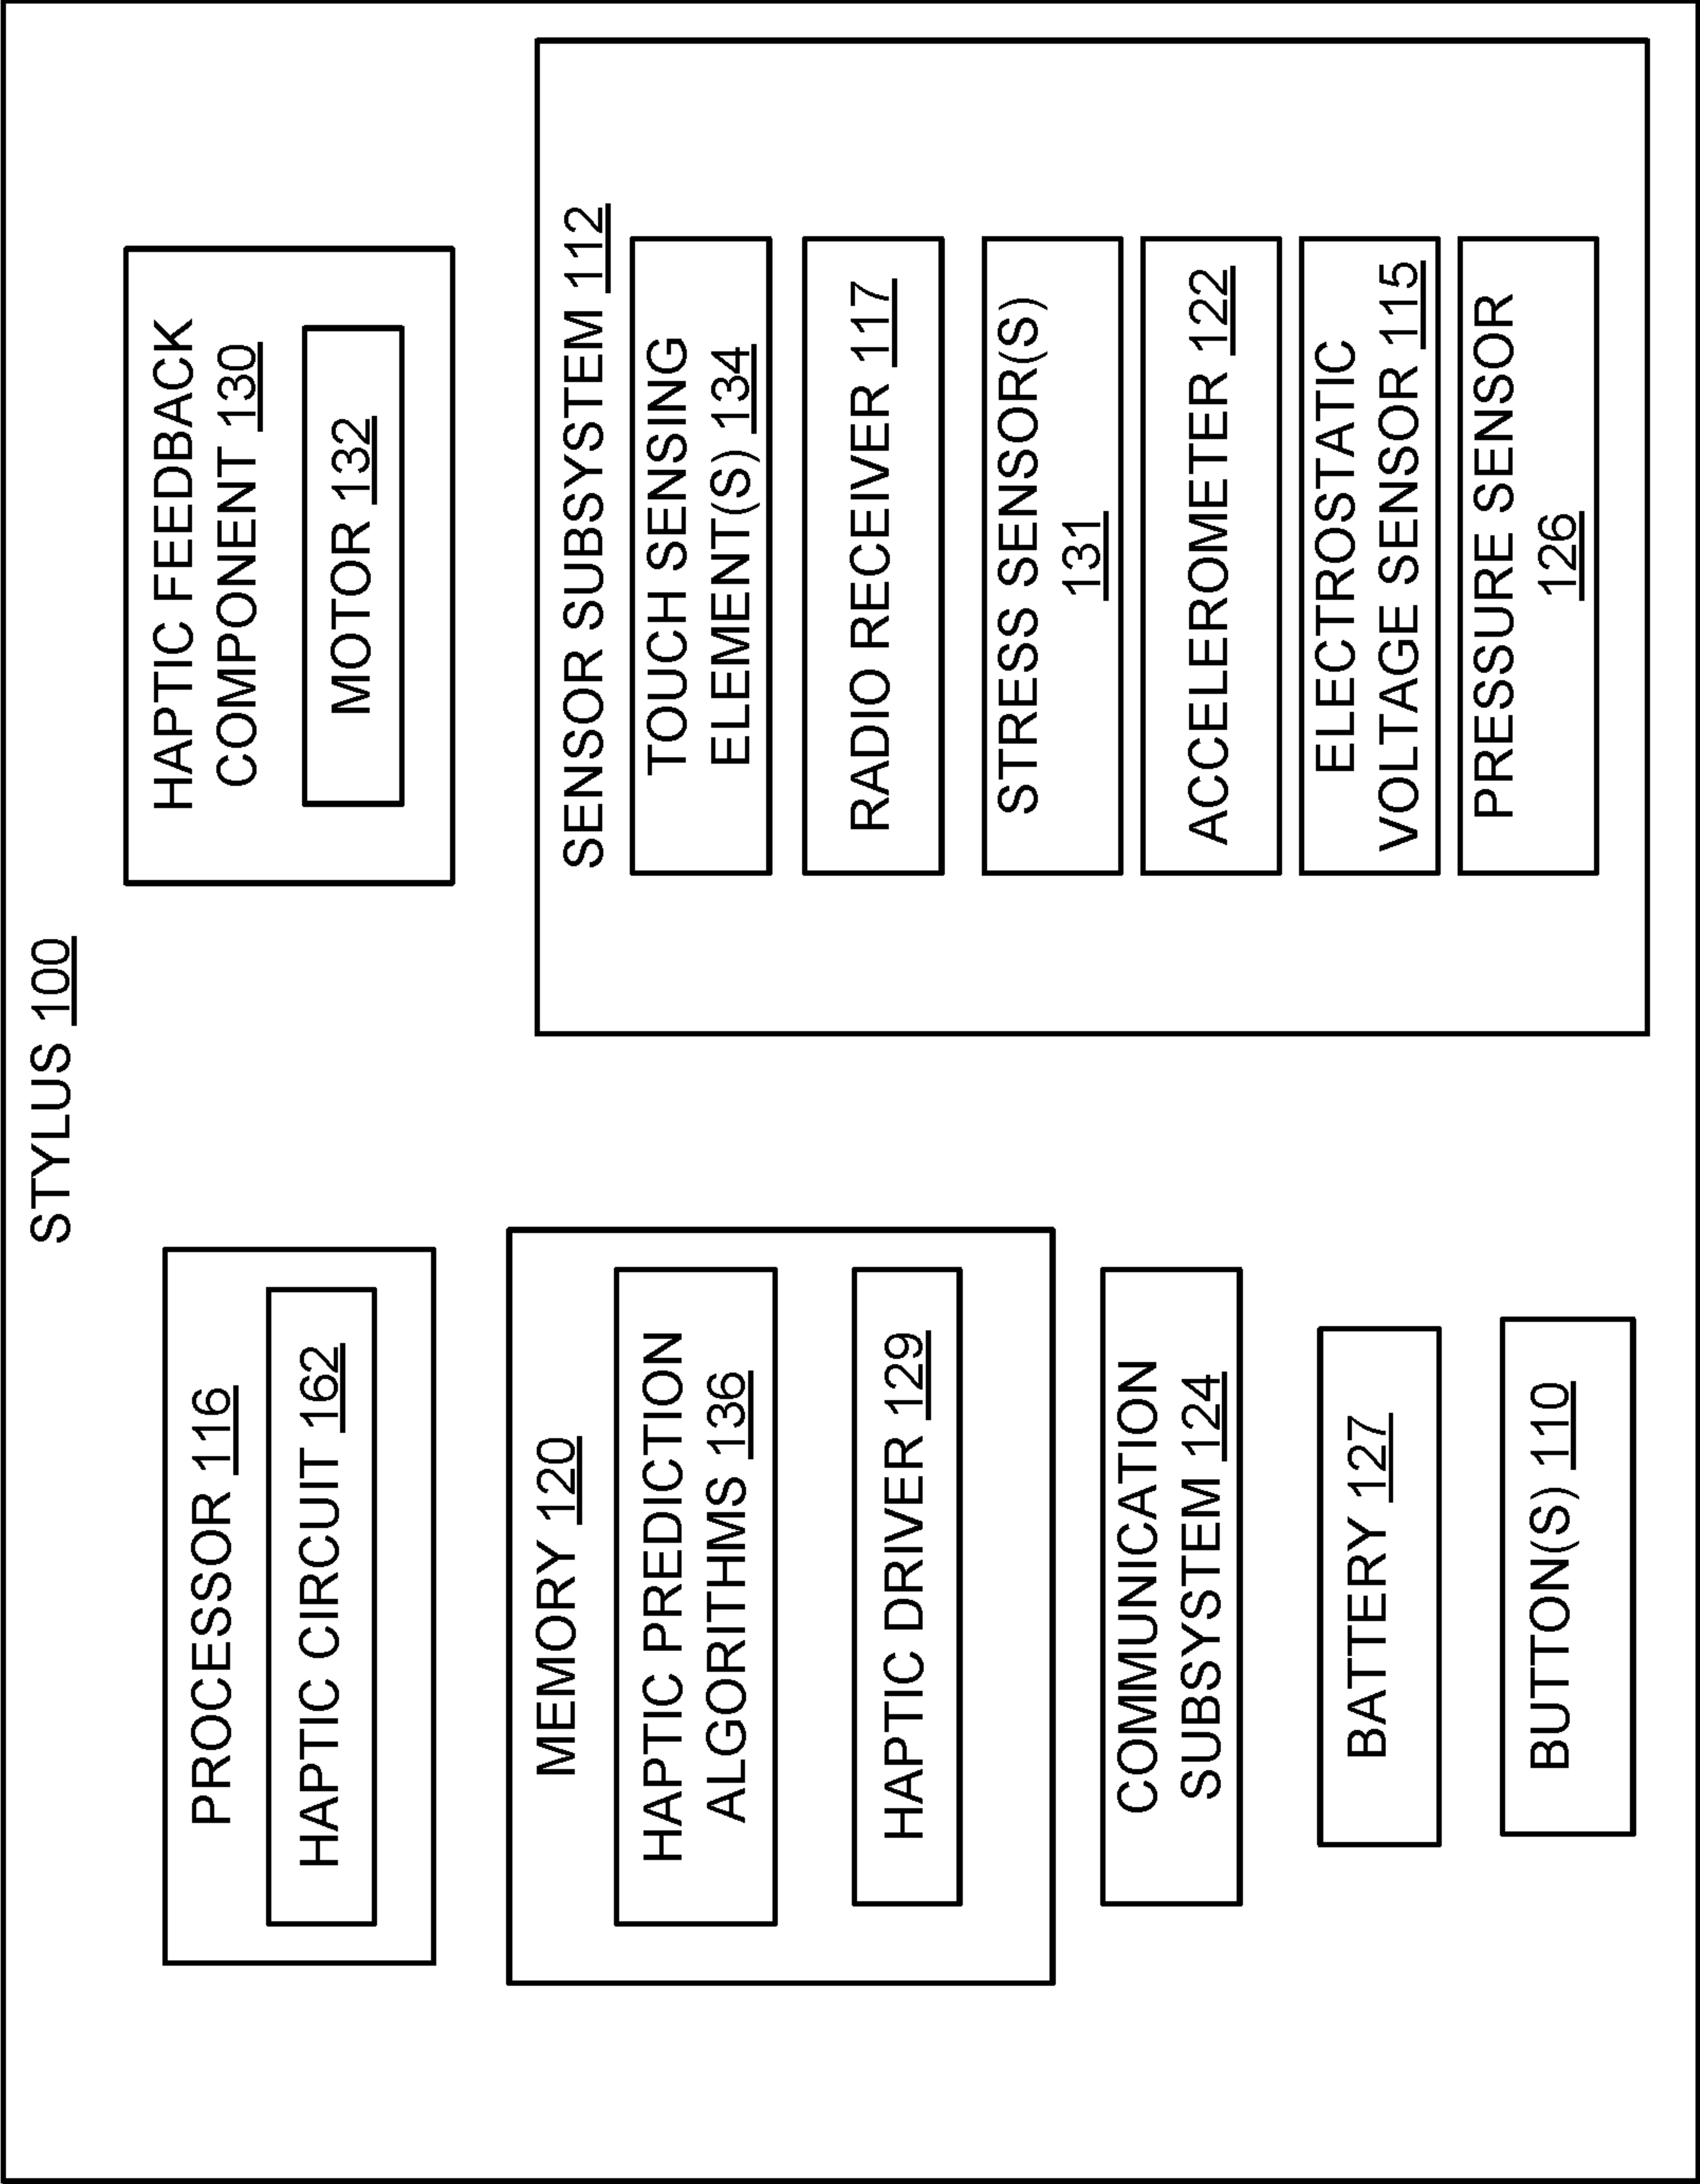 STYLUS 100
PROCESSOR 116
HAPTIC CIRCUIT 162
MEMORY 120
HAPTIC PREDICTION
ALGORITHMS 136
HAPTIC DRIVER 129
COMMUNICATION
SUBSYSTEM 124
BATTERY 127
BUTTON(S) 110
HAPTIC FEEDBACK
COMPONENT 130
MOTOR 132
SENSOR SUBSYSTEM 112
TOUCH SENSING
ELEMENT(S) 134
RADIO RECEIVER 117
STRESS SENSOR(S)
131
ACCELEROMETER 122
ELECTROSTATIC
VOLTAGE SENSOR 115
PRESSURE SENSOR
126